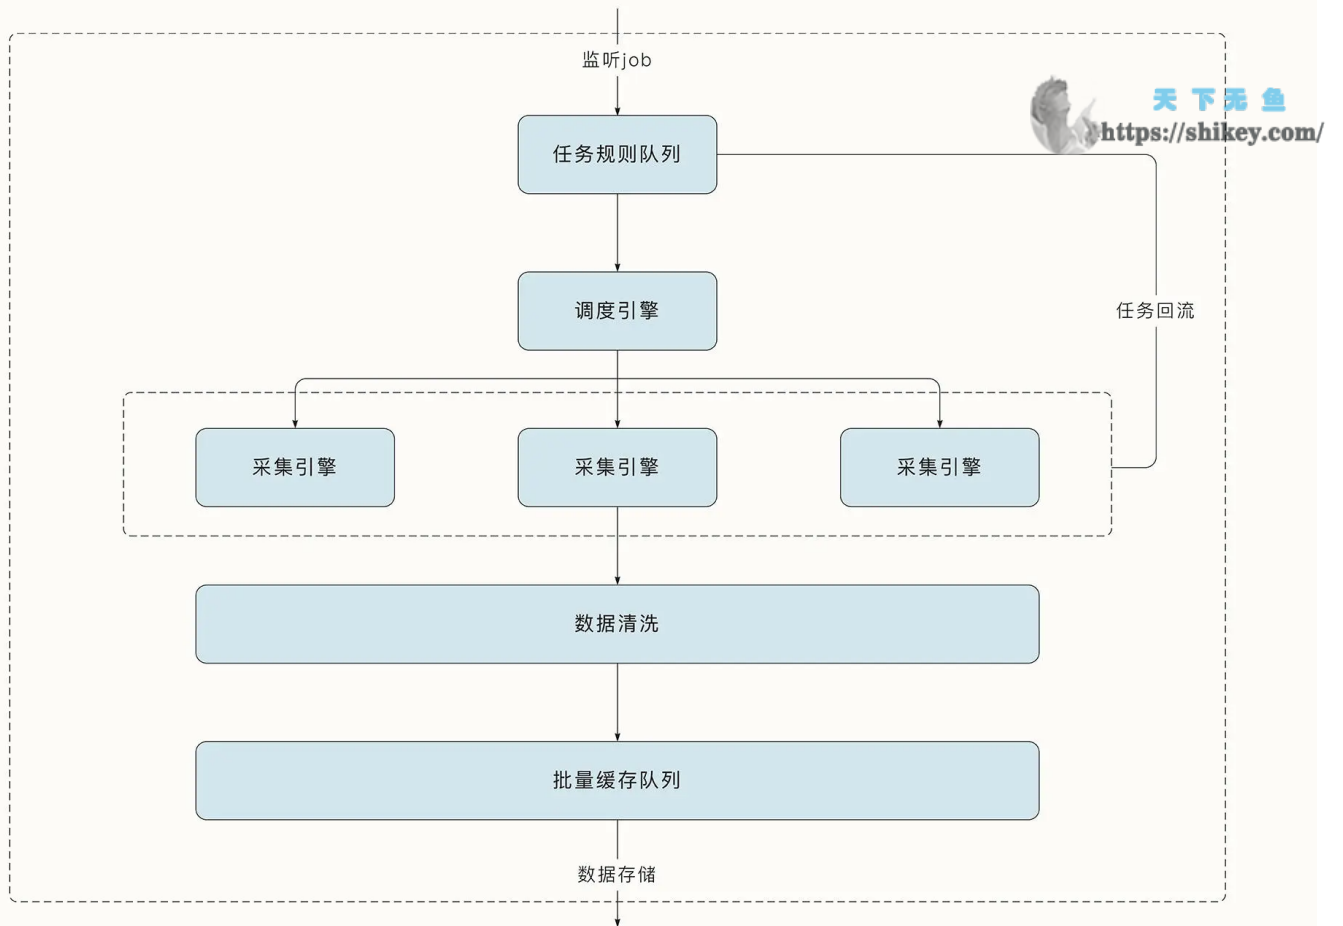 监听job
天下无鱼
https://shikey.com/
任务规则队列
调度引擎
任务回流
采集引擎
采集引擎
采集引擎
数据清洗
批量缓存队列
数据存储